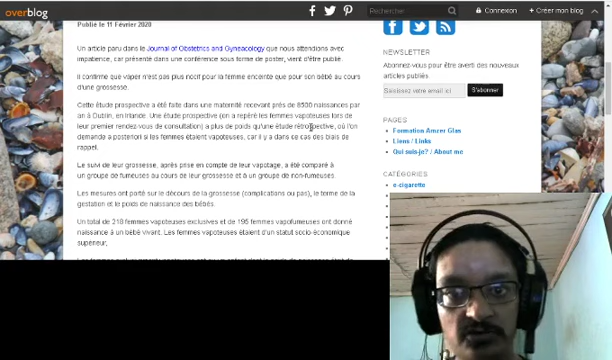 overblog
Rechercher
Connexion
+ Créer mon blog
Publié le 11 Février 2020
Un article paru dans le Journal of Obstetrics and Gyneacology que nous attendions avec
impatience, car présenté dans une conférence sous forme de poster, vient d'être publié.
Il confirme que vaper n'est pas plus nocif pour la femme enceinte que pour son bébé au cours
d'une grossesse.
Cette étude prospective a été faite dans une maternité recevant près de 8500 naissances par
an à Dublin, en Irlande. Une étude prospective (on a repéré les femmes vapoteuses lors de
leur premier rendez-vous de consultation) a plus de poids qu'une étude rétrospective, où l'on
demande a posteriori si les femmes étaient vapoteuses, car il y a dans ce cas des biais de
rappel.
Le suivi de leur grossesse, après prise en compte de leur vapotage, a été comparé à
un groupe de fumeuses au cours de leur grossesse et à un groupe de non-fumeuses.
Les mesures ont porté sur le décours de la grossesse (complications ou pas), le terme de la
gestation et le poids de naissance des bébés.
Un total de 218 femmes vapoteuses exclusives et de 195 femmes vapofumeuses ont donné
naissance à un bébé vivant. Les femmes vapoteuses étaient d'un statut socio-économique
supérieur,
NEWSLETTER
Abonnez-vous pour être averti des nouveaux
articles publiés.
Saisissez votre email ici
S'abonner
PAGES
Formation Amzer Glas
Liens / Links
Qui suis-je? / About me
CATÉGORIES
e-cigarette